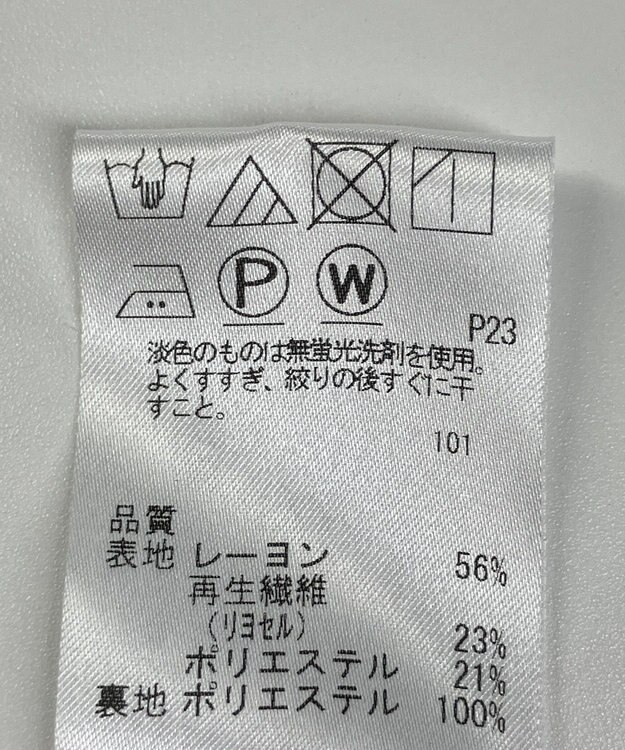 P W
P23
淡色のものは無蛍光洗剤を使用。
よくすすぎ、絞りの後すぐに干
すこと。
101
品質
表地 レーヨン 56%
再生繊維
(リヨセル) 23%
ポリエステル 21%
裏地 ポリエステル 100%